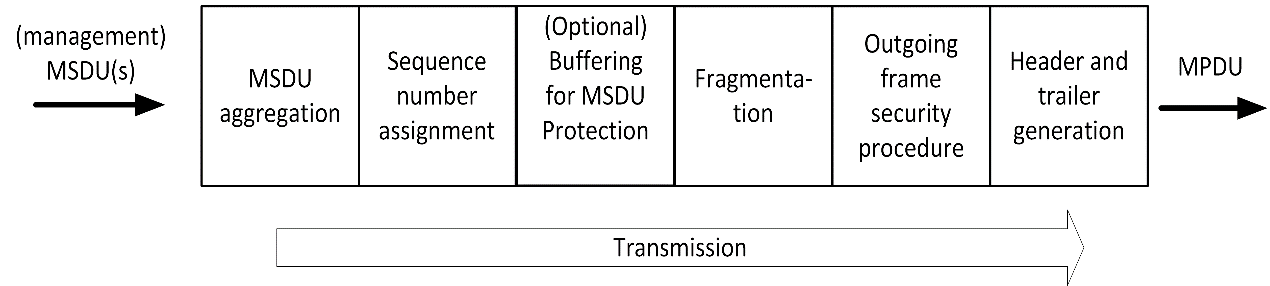 (management)
MSDU(s)
MSDU
aggregation
Sequence
number
assignment
(Optional)
Buffering
for MSDU
Protection
Fragmenta-
tion
Outgoing
frame
security
procedure
Header and
trailer
generation
MPDU
Transmission